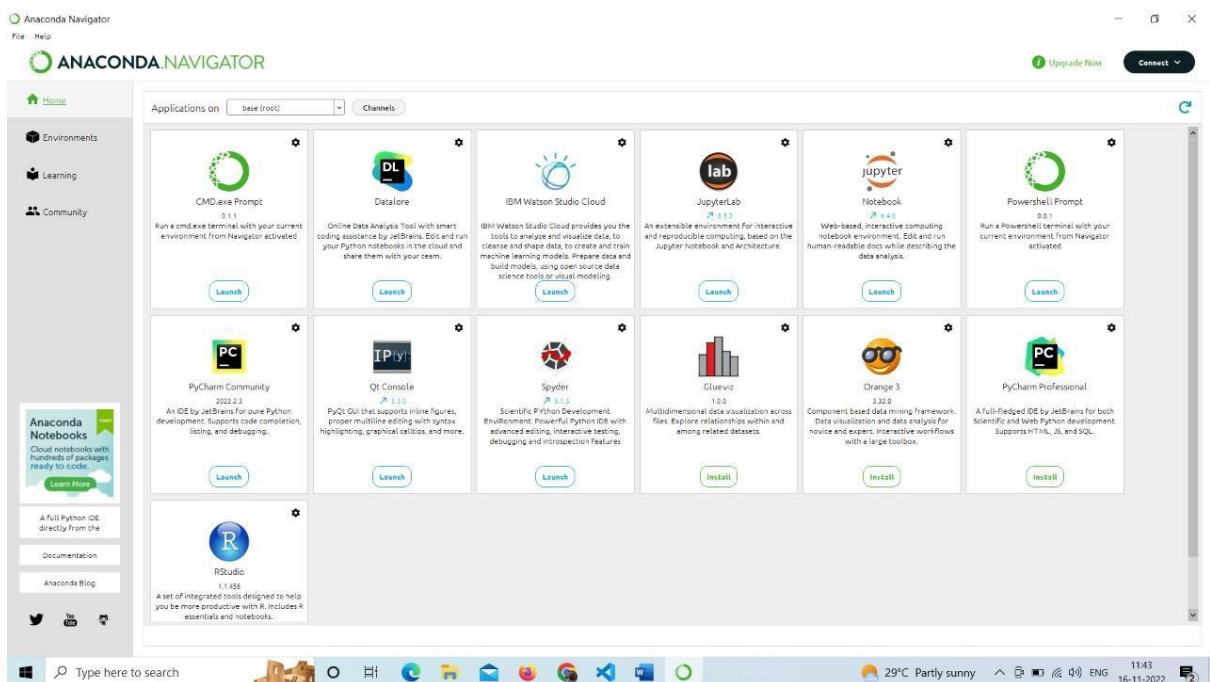 Anaconda Navigator
File Help
ANACONDA.NAVIGATOR
Upgrade Now
Connect
Home
Environments
Learning
Community
Applications on base (root) Channels
CMD.exe Prompt
0.1.1
Run a cmd.exe terminal with your current
environment from Navigator activated
Launch
DL
Datalore
Online Data Analysis Tool with smart
coding assistance by JetBrains. Edit and run
your Python notebooks in the cloud and
share them with your team.
Launch
IBM Watson Studio Cloud
IBM Watson Studio Cloud provides you the
tools to analyze and visualize data, to
cleanse and shape data, to create and train
machine learning models. Prepare data and
build models, using open source data
science tools or visual modeling.
Launch
lab
JupyterLab
3.3.2
An extensible environment for interactive
and reproducible computing, based on the
Jupyter Notebook and Architecture.
Launch
jupyter
Notebook
6.4.8
Web-based, interactive computing
notebook environment. Edit and run
human-readable docs while describing the
data analysis.
Launch
Powershell Prompt
0.0.1
Run a Powershell terminal with your
current environment from Navigator
activated
Launch
PC
PyCharm Community
2022.2.3
An IDE by JetBrains for pure Python
development. Supports code completion,
listing, and debugging.
Launch
IP[y]:
Qt Console
PyQt GUI that supports inline figures,
proper multiline editing with syntax
highlighting, graphical calltips, and more.
Launch
Spyder
5.1.5
Scientific PYthon Development
EnviRonment. Powerful Python IDE with
advanced editing, interactive testing,
debugging and introspection features
Launch
Glueviz
1.0.0
Multidimensional data visualization across
files. Explore relationships within and
among related datasets.
Install
Orange 3
3.32.0
Component based data mining framework.
Data visualization and data analysis for
novice and expert. Interactive workflows
with a large toolbox.
Install
PC
PyCharm Professional
A full-fledged IDE by JetBrains for both
Scientific and Web Python development.
Supports HTML, JS, and SQL.
Install
R
RStudio
1.1.456
A set of integrated tools designed to help
you be more productive with R. Includes R
essentials and notebooks.
Anaconda
Notebooks
Cloud notebooks with
hundreds of packages
ready to code.
Learn More
A Full Python IDE
directly from the
Documentation
Anaconda Blog
You
Tube
Type here to search
29°C Partly sunny
ENG
11:43
16-11-2022
2